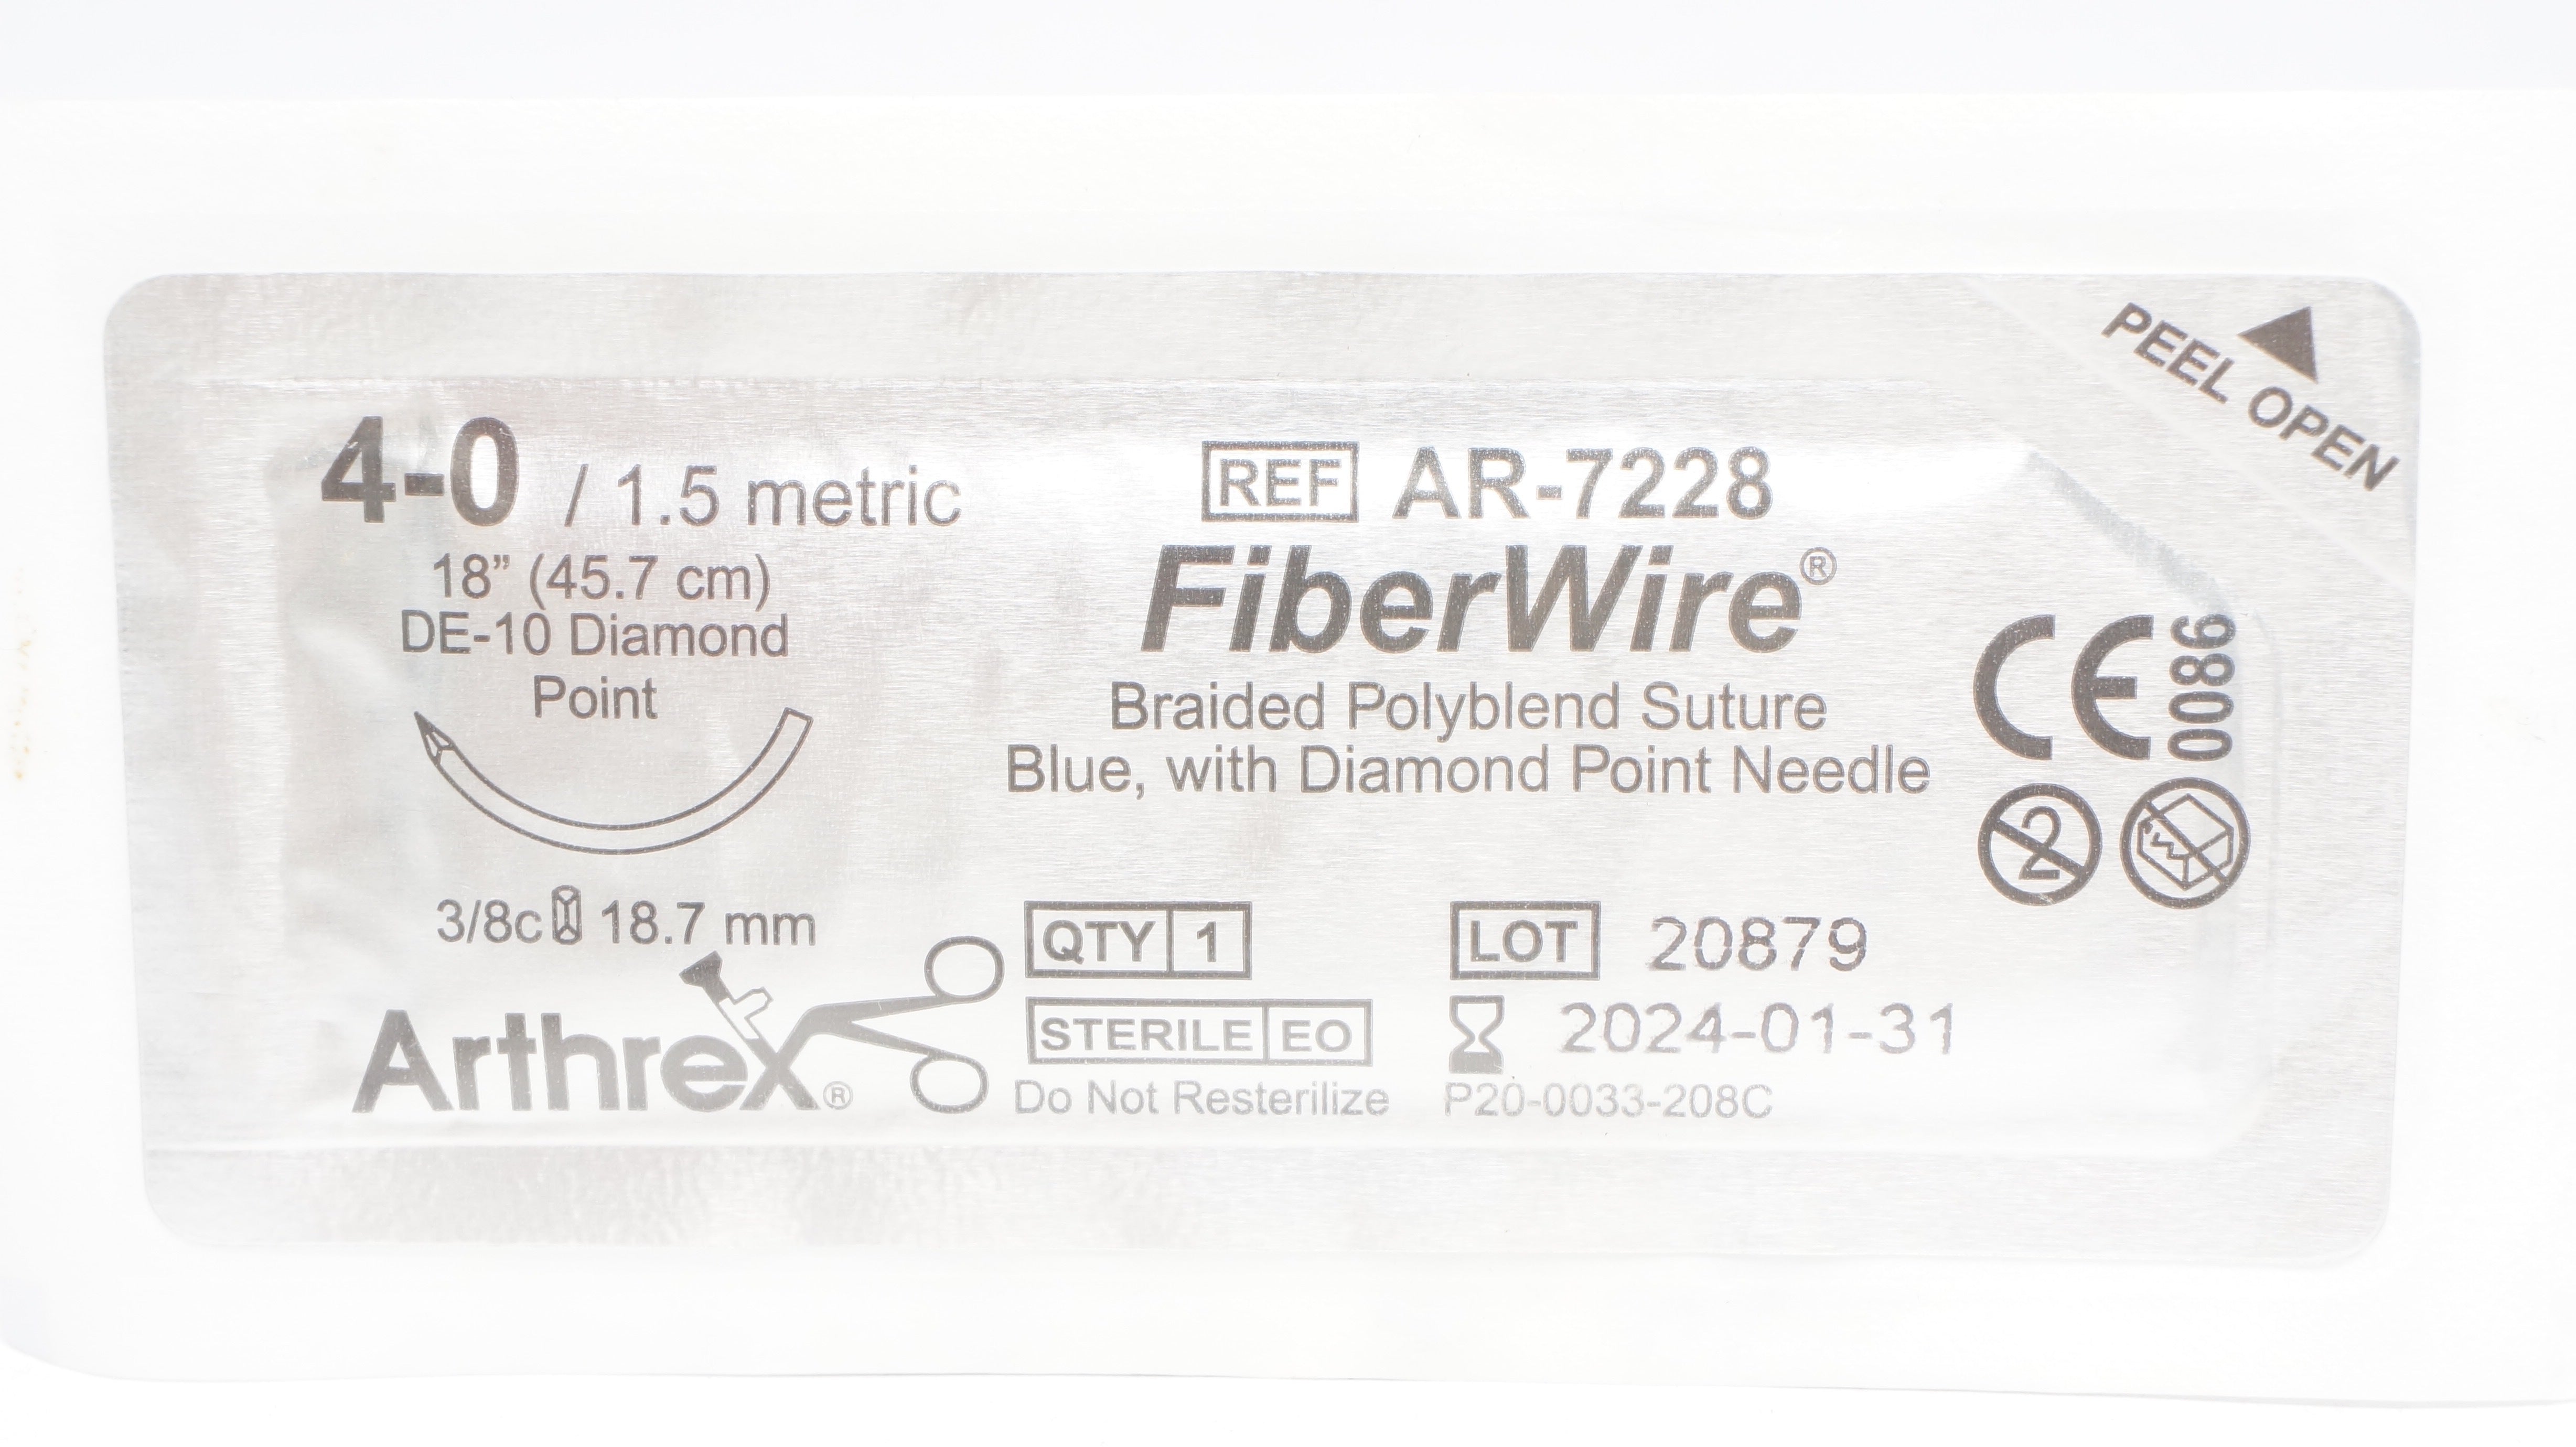 PEEL OPEN
4-0 / 1.5 metric
18” (45.7 cm)
DE-10 Diamond
Point
3/8c 18.7 mm
Arthrex®
REF AR-7228
FiberWire®
Braided Polyblend Suture
Blue, with Diamond Point Needle
CE 0086
2
QTY 1
LOT 20879
STERILE EO
2024-01-31
Do Not Resterilize
P20-0033-208C